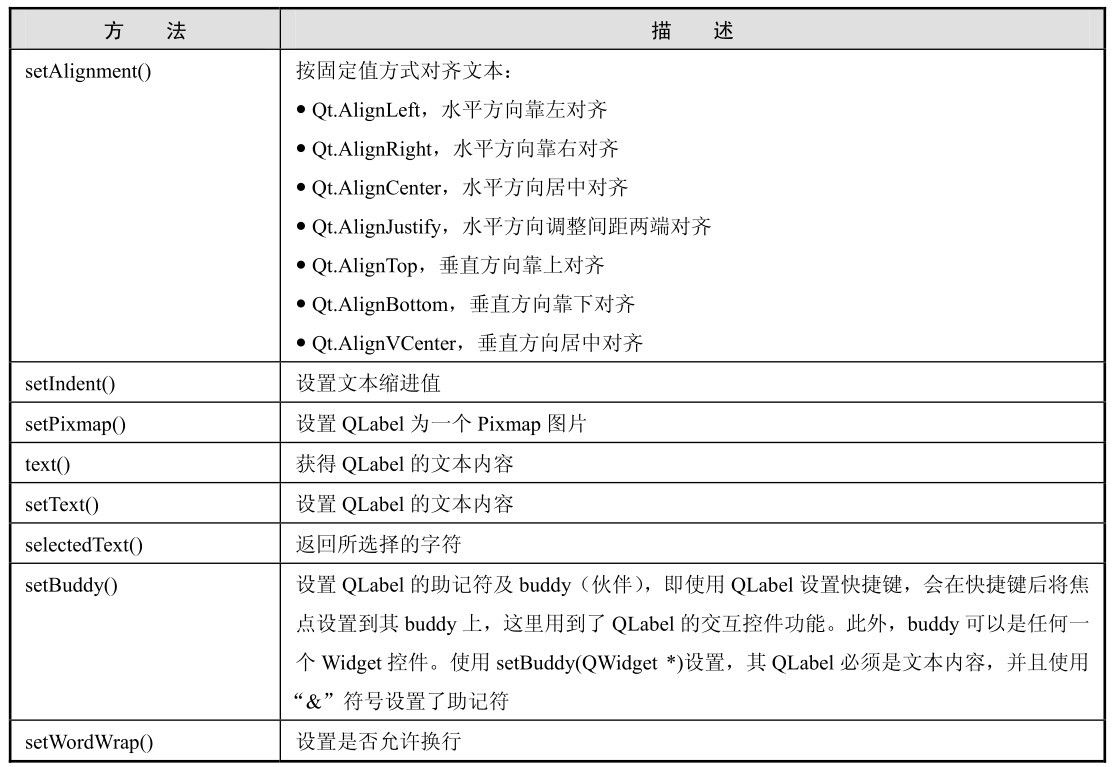 方 法 描 述
setAlignment() 按固定值方式对齐文本：
● Qt.AlignLeft，水平方向靠左对齐
● Qt.AlignRight，水平方向靠右对齐
● Qt.AlignCenter，水平方向居中对齐
● Qt.AlignJustify，水平方向调整间距两端对齐
● Qt.AlignTop，垂直方向靠上对齐
● Qt.AlignBottom，垂直方向靠下对齐
● Qt.AlignVCenter，垂直方向居中对齐
setIndent() 设置文本缩进值
setPixmap() 设置 QLabel 为一个 Pixmap 图片
text() 获得 QLabel 的文本内容
setText() 设置 QLabel 的文本内容
selectedText() 返回所选择的字符
setBuddy() 设置 QLabel 的助记符及 buddy（伙伴），即使用 QLabel 设置快捷键，会在快捷键后将焦
点设置到其 buddy 上，这里用到了 QLabel 的交互控件功能。此外，buddy 可以是任何一
个 Widget 控件。使用 setBuddy(QWidget *)设置，其 QLabel 必须是文本内容，并且使用
“&”符号设置了助记符
setWordWrap() 设置是否允许换行